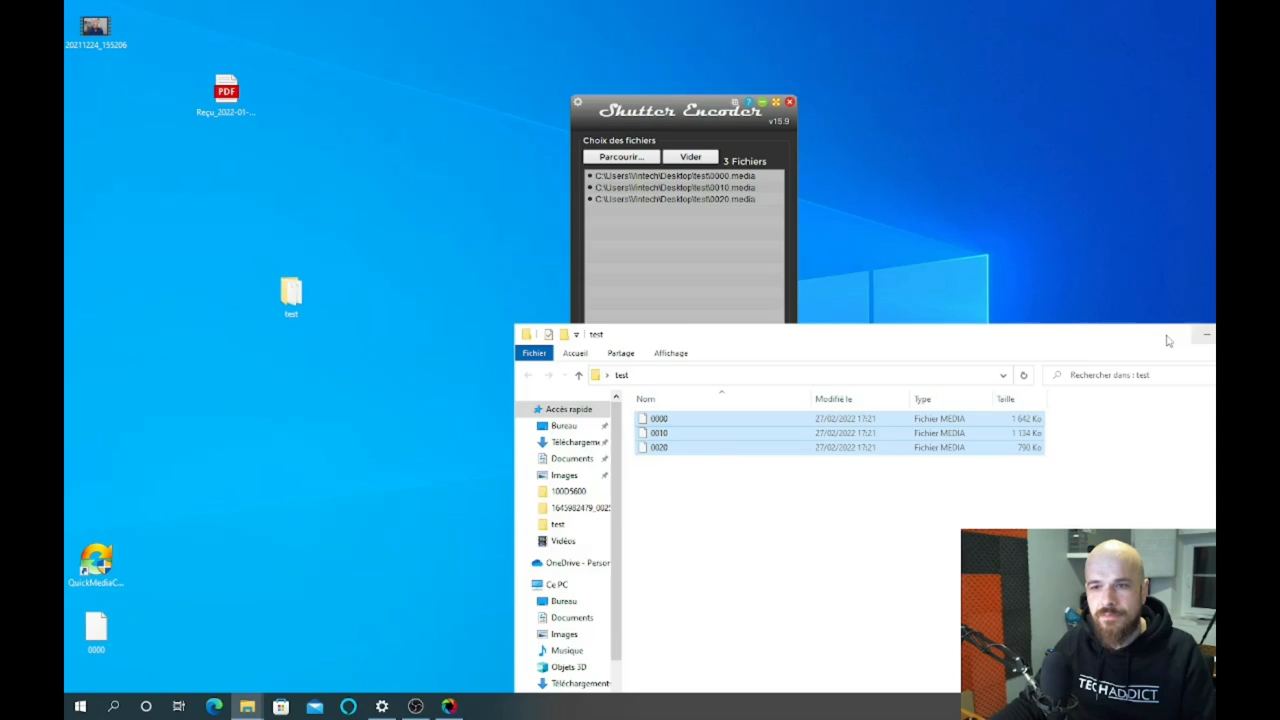 20211224_155206
PDF
Reçu_2022-01-...
test
QuickMediaC...
0000
Shutter Encoder
v15.9
Choix des fichiers
Parcourir...
Vider
3 Fichiers
C:\Users\Vintech\Desktop\test\0000.media
C:\Users\Vintech\Desktop\test\0010.media
C:\Users\Vintech\Desktop\test\0020.media
test
Fichier
Accueil
Partage
Affichage
test
Rechercher dans : test
Nom
Modifié le
Type
Taille
0000 27/02/2022 17:21 Fichier MEDIA 1 642 Ko
0010 27/02/2022 17:21 Fichier MEDIA 1 134 Ko
0020 27/02/2022 17:21 Fichier MEDIA 790 Ko
Accès rapide
Bureau
Téléchargeme
Documents
Images
100D5600
1645982479_002
test
Vidéos
OneDrive - Person
Ce PC
Bureau
Documents
Images
Musique
Objets 3D
Téléchargement
TECHADDICT